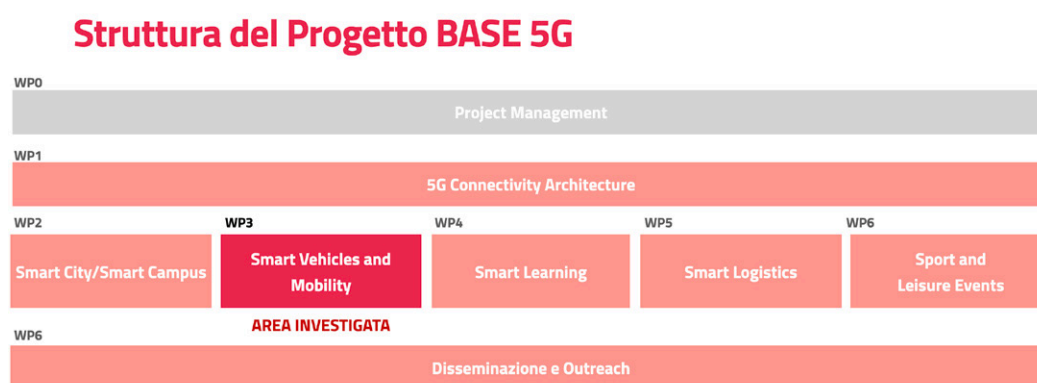 Struttura del Progetto BASE 5G
WP0
Project Management
WP1
5G Connectivity Architecture
WP2
WP3
WP4
WP5
WP6
Smart City/Smart Campus
Smart Vehicles and
Mobility
Smart Learning
Smart Logistics
Sport and
Leisure Events
AREA INVESTIGATA
WP6
Disseminazione e Outreach